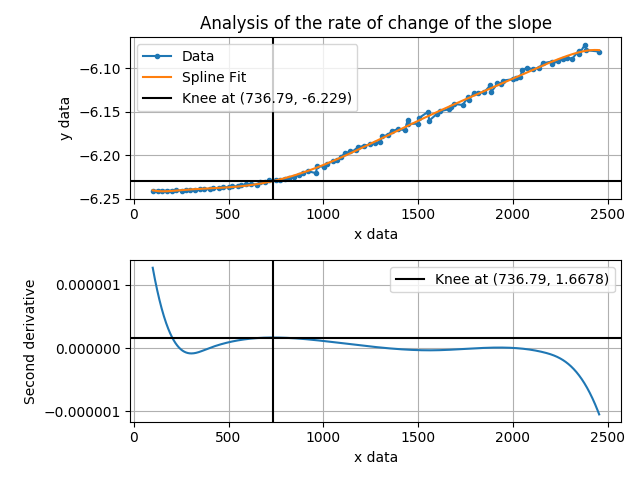 Analysis of the rate of change of the slope
Data
Spline Fit
Knee at (736.79, -6.229)
y data
−6.10
−6.15
−6.20
−6.25
0 500 1000 1500 2000 2500
x data
Knee at (736.79, 1.6678)
Second derivative
0.000001
0.000000
−0.000001
0 500 1000 1500 2000 2500
x data